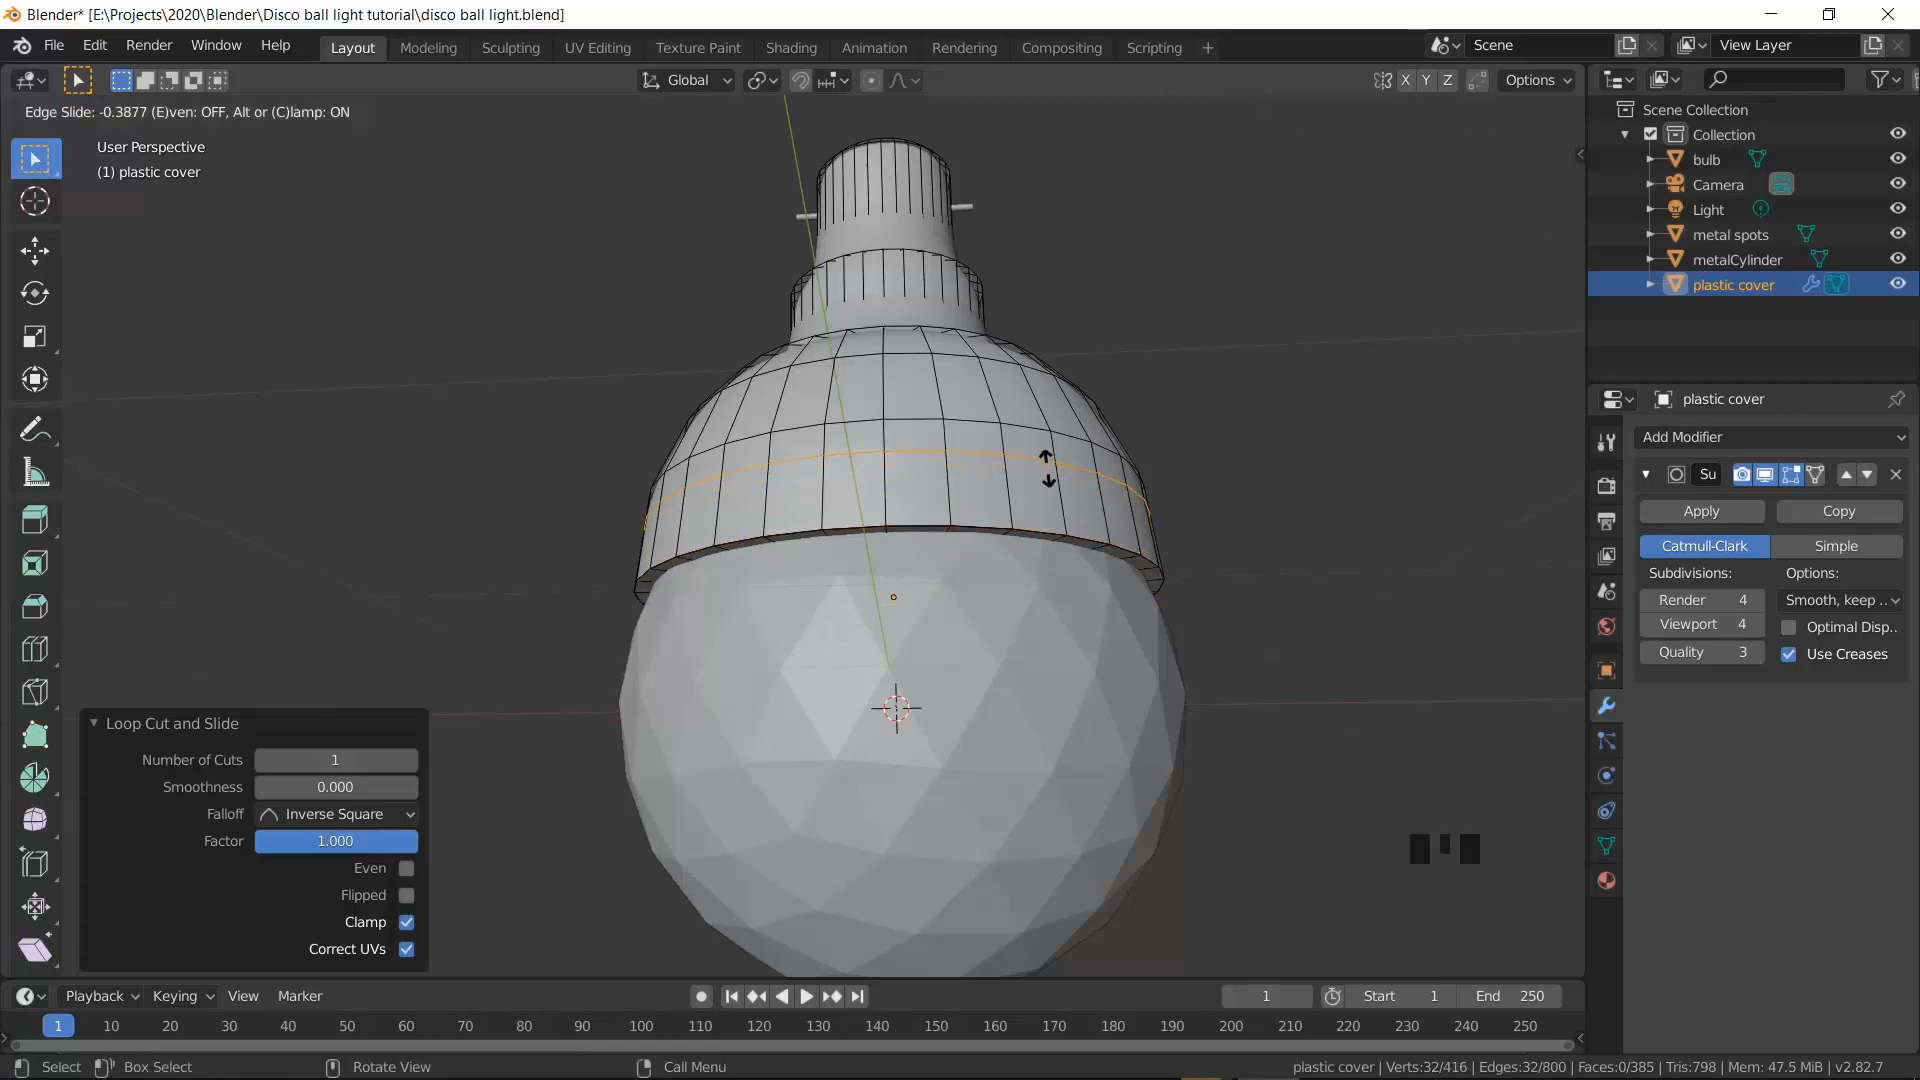 Blender* [E:\Projects\2020\Blender\Disco ball light tutorial\disco ball light.blend]
File Edit Render Window Help
Layout Modeling Sculpting UV Editing Texture Paint Shading Animation Rendering Compositing Scripting
Scene
View Layer
Global
X Y Z
Options
Edge Slide: -0.3877 (E)ven: OFF, Alt or (C)lamp: ON
User Perspective
(1) plastic cover
Scene Collection
Collection
bulb
Camera
Light
metal spots
metalCylinder
plastic cover
plastic cover
Add Modifier
Su
Apply Copy
Catmull-Clark Simple
Subdivisions: Options:
Render 4 Smooth, keep ..
Viewport 4 Optimal Disp..
Quality 3 Use Creases
Loop Cut and Slide
Number of Cuts 1
Smoothness 0.000
Falloff Inverse Square
Factor 1.000
Even
Flipped
Clamp
Correct UVs
Playback Keying View Marker
1 Start 1 End 250
1 10 20 30 40 50 60 70 80 90 100 110 120 130 140 150 160 170 180 190 200 210 220 230 240 250
Select Box Select Rotate View Call Menu
plastic cover | Verts:32/416 | Edges:32/800 | Faces:0/385 | Tris:798 | Mem: 47.5 MiB | v2.82.7